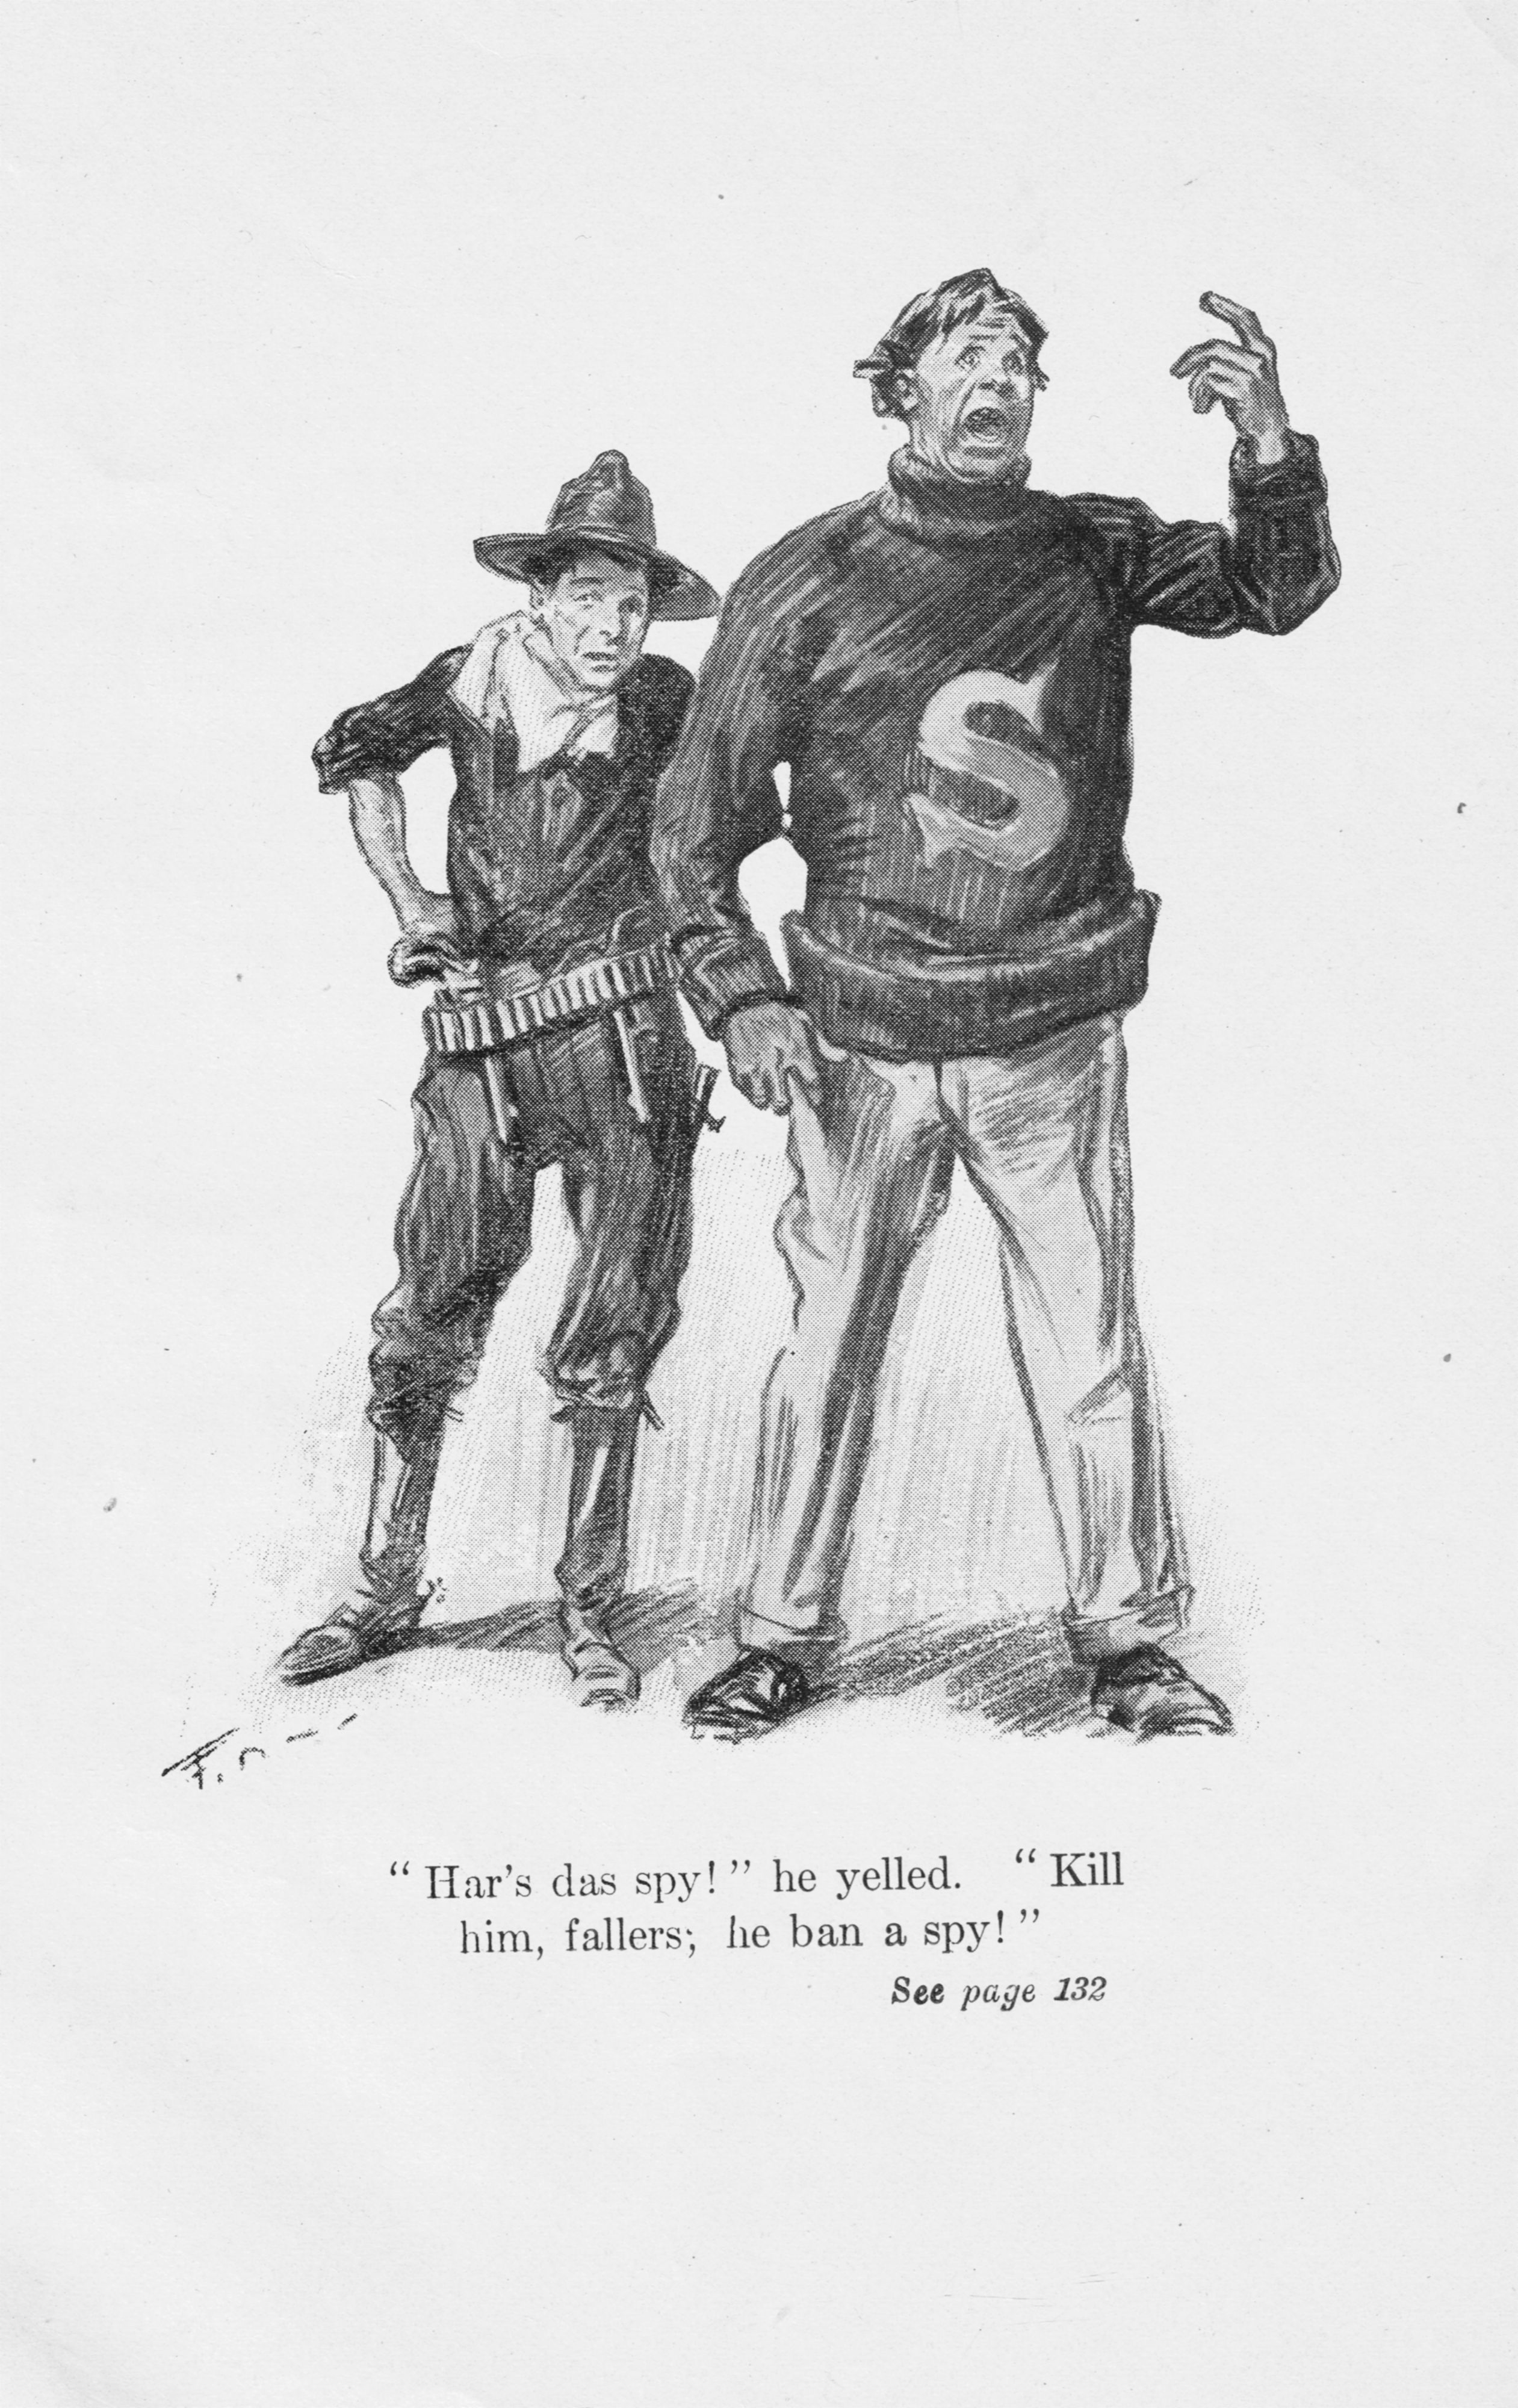 S
"Har's das spy!" he yelled. "Kill
him, fallers; he ban a spy!"
See page 132